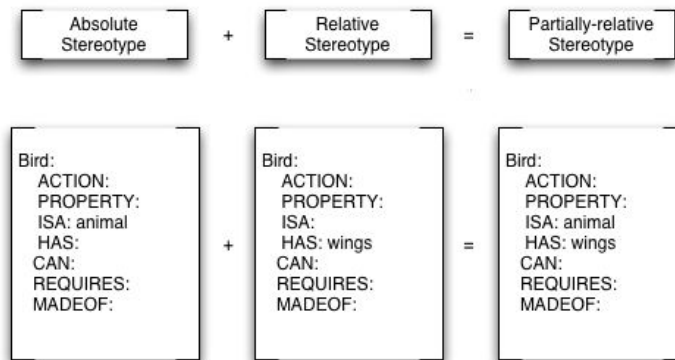 Absolute
Stereotype
+
Relative
Stereotype
=
Partially-relative
Stereotype
Bird:
ACTION:
PROPERTY:
ISA: animal
HAS:
CAN:
REQUIRES:
MADEOF:
+
Bird:
ACTION:
PROPERTY:
ISA:
HAS: wings
CAN:
REQUIRES:
MADEOF:
=
Bird:
ACTION:
PROPERTY:
ISA: animal
HAS: wings
CAN:
REQUIRES:
MADEOF: